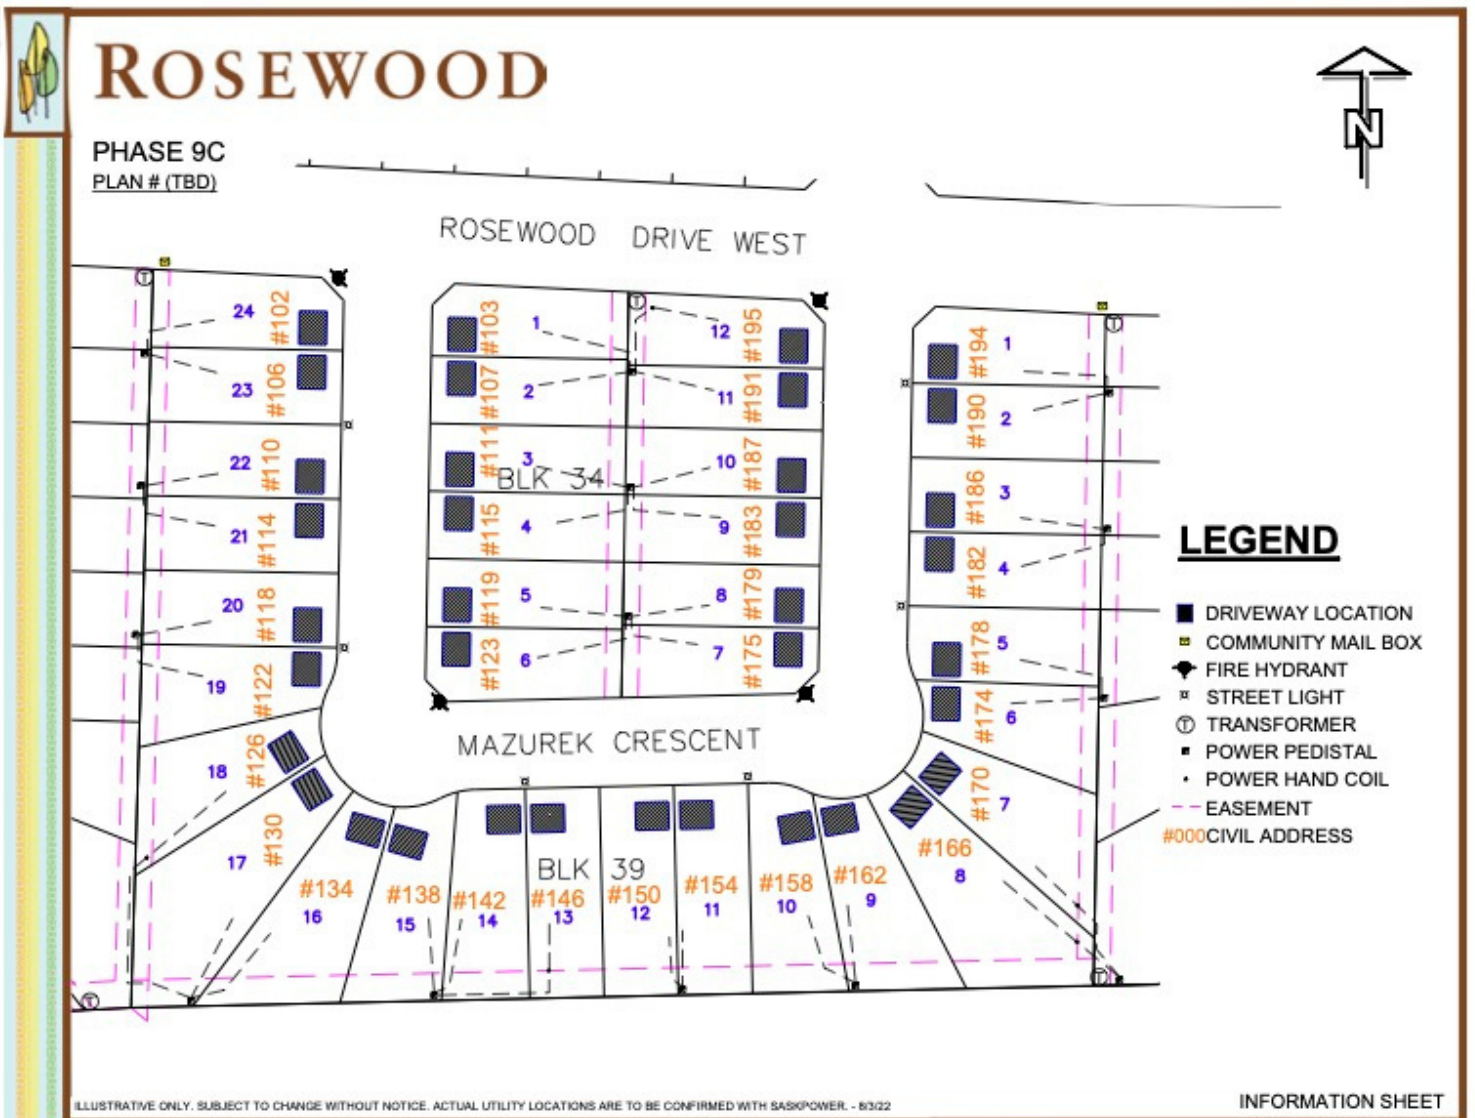 ROSEWOOD
N
PHASE 9C
PLAN # (TBD)
ROSEWOOD DRIVE WEST
T
24
#102
#103
1
T
12
#195
#194
1
T
23
#106
#107
2
11
#191
#190
2
22
#110
#111
3
BLK 34
10
#187
#186
3
21
#114
#115
4
9
#183
#182
4
20
#118
#119
5
8
#179
#178
5
19
#122
#123
6
7
#175
#174
6
MAZUREK CRESCENT
18
#126
#170
7
17
#130
#166
8
BLK 39
#134
16
#138
15
#142
14
#146
13
#150
12
#154
11
#158
10
#162
9
T
T
LEGEND
DRIVEWAY LOCATION
COMMUNITY MAIL BOX
FIRE HYDRANT
STREET LIGHT
T TRANSFORMER
POWER PEDISTAL
POWER HAND COIL
EASEMENT
#000 CIVIL ADDRESS
ILLUSTRATIVE ONLY. SUBJECT TO CHANGE WITHOUT NOTICE. ACTUAL UTILITY LOCATIONS ARE TO BE CONFIRMED WITH SASKPOWER. - 6/3/22
INFORMATION SHEET